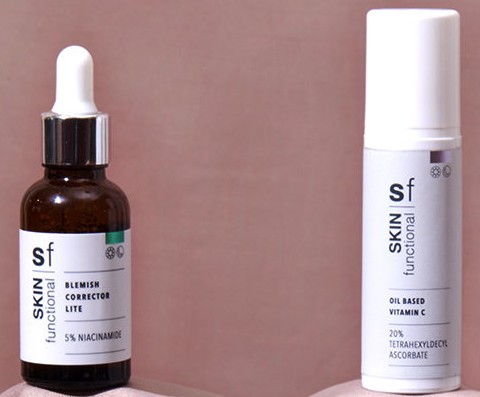 sf
SKIN
functional
BLEMISH
CORRECTOR
LITE
5% NIACINAMIDE
sf
SKIN
functional
OIL BASED
VITAMIN C
20%
TETRAHEXYLDECYL
ASCORBATE